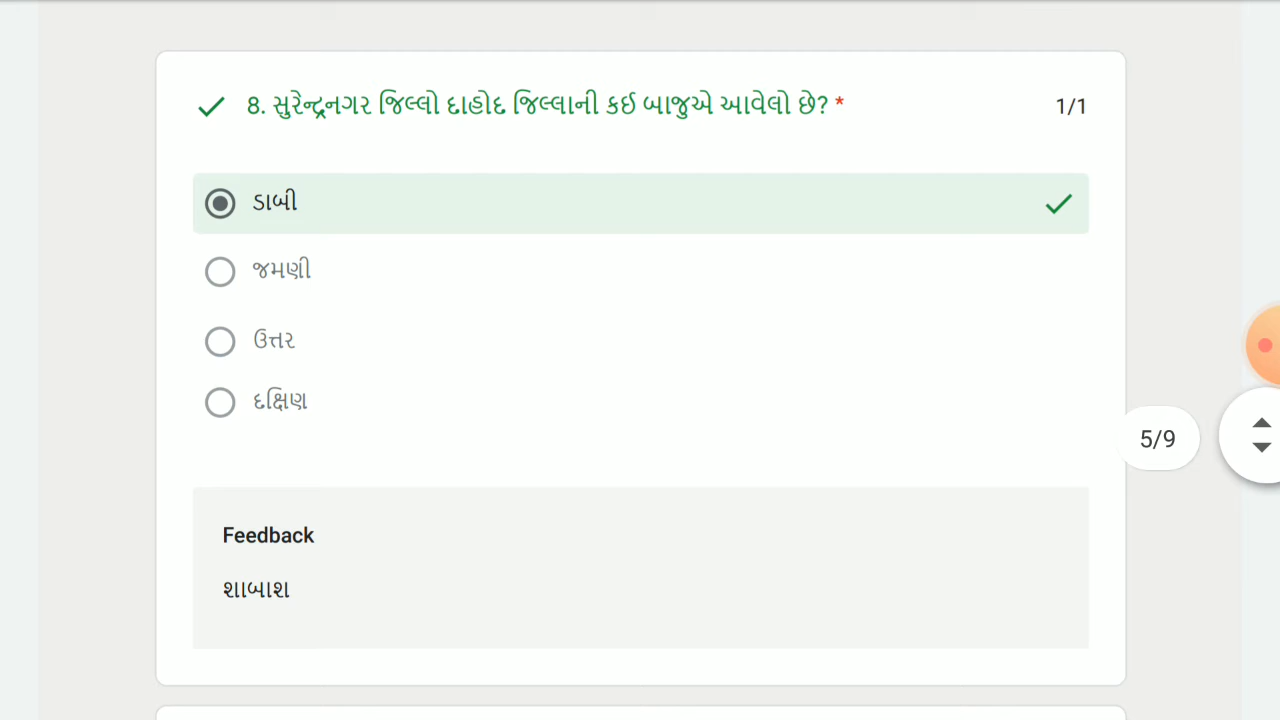 8. સુરેન્દ્રનગર જિલ્લો દાહોદ જિલ્લાની કઈ બાજુએ આવેલો છે? *
1/1
ડાબી
જમણી
ઉત્તર
દક્ષિણ
5/9
Feedback
શાબાશ